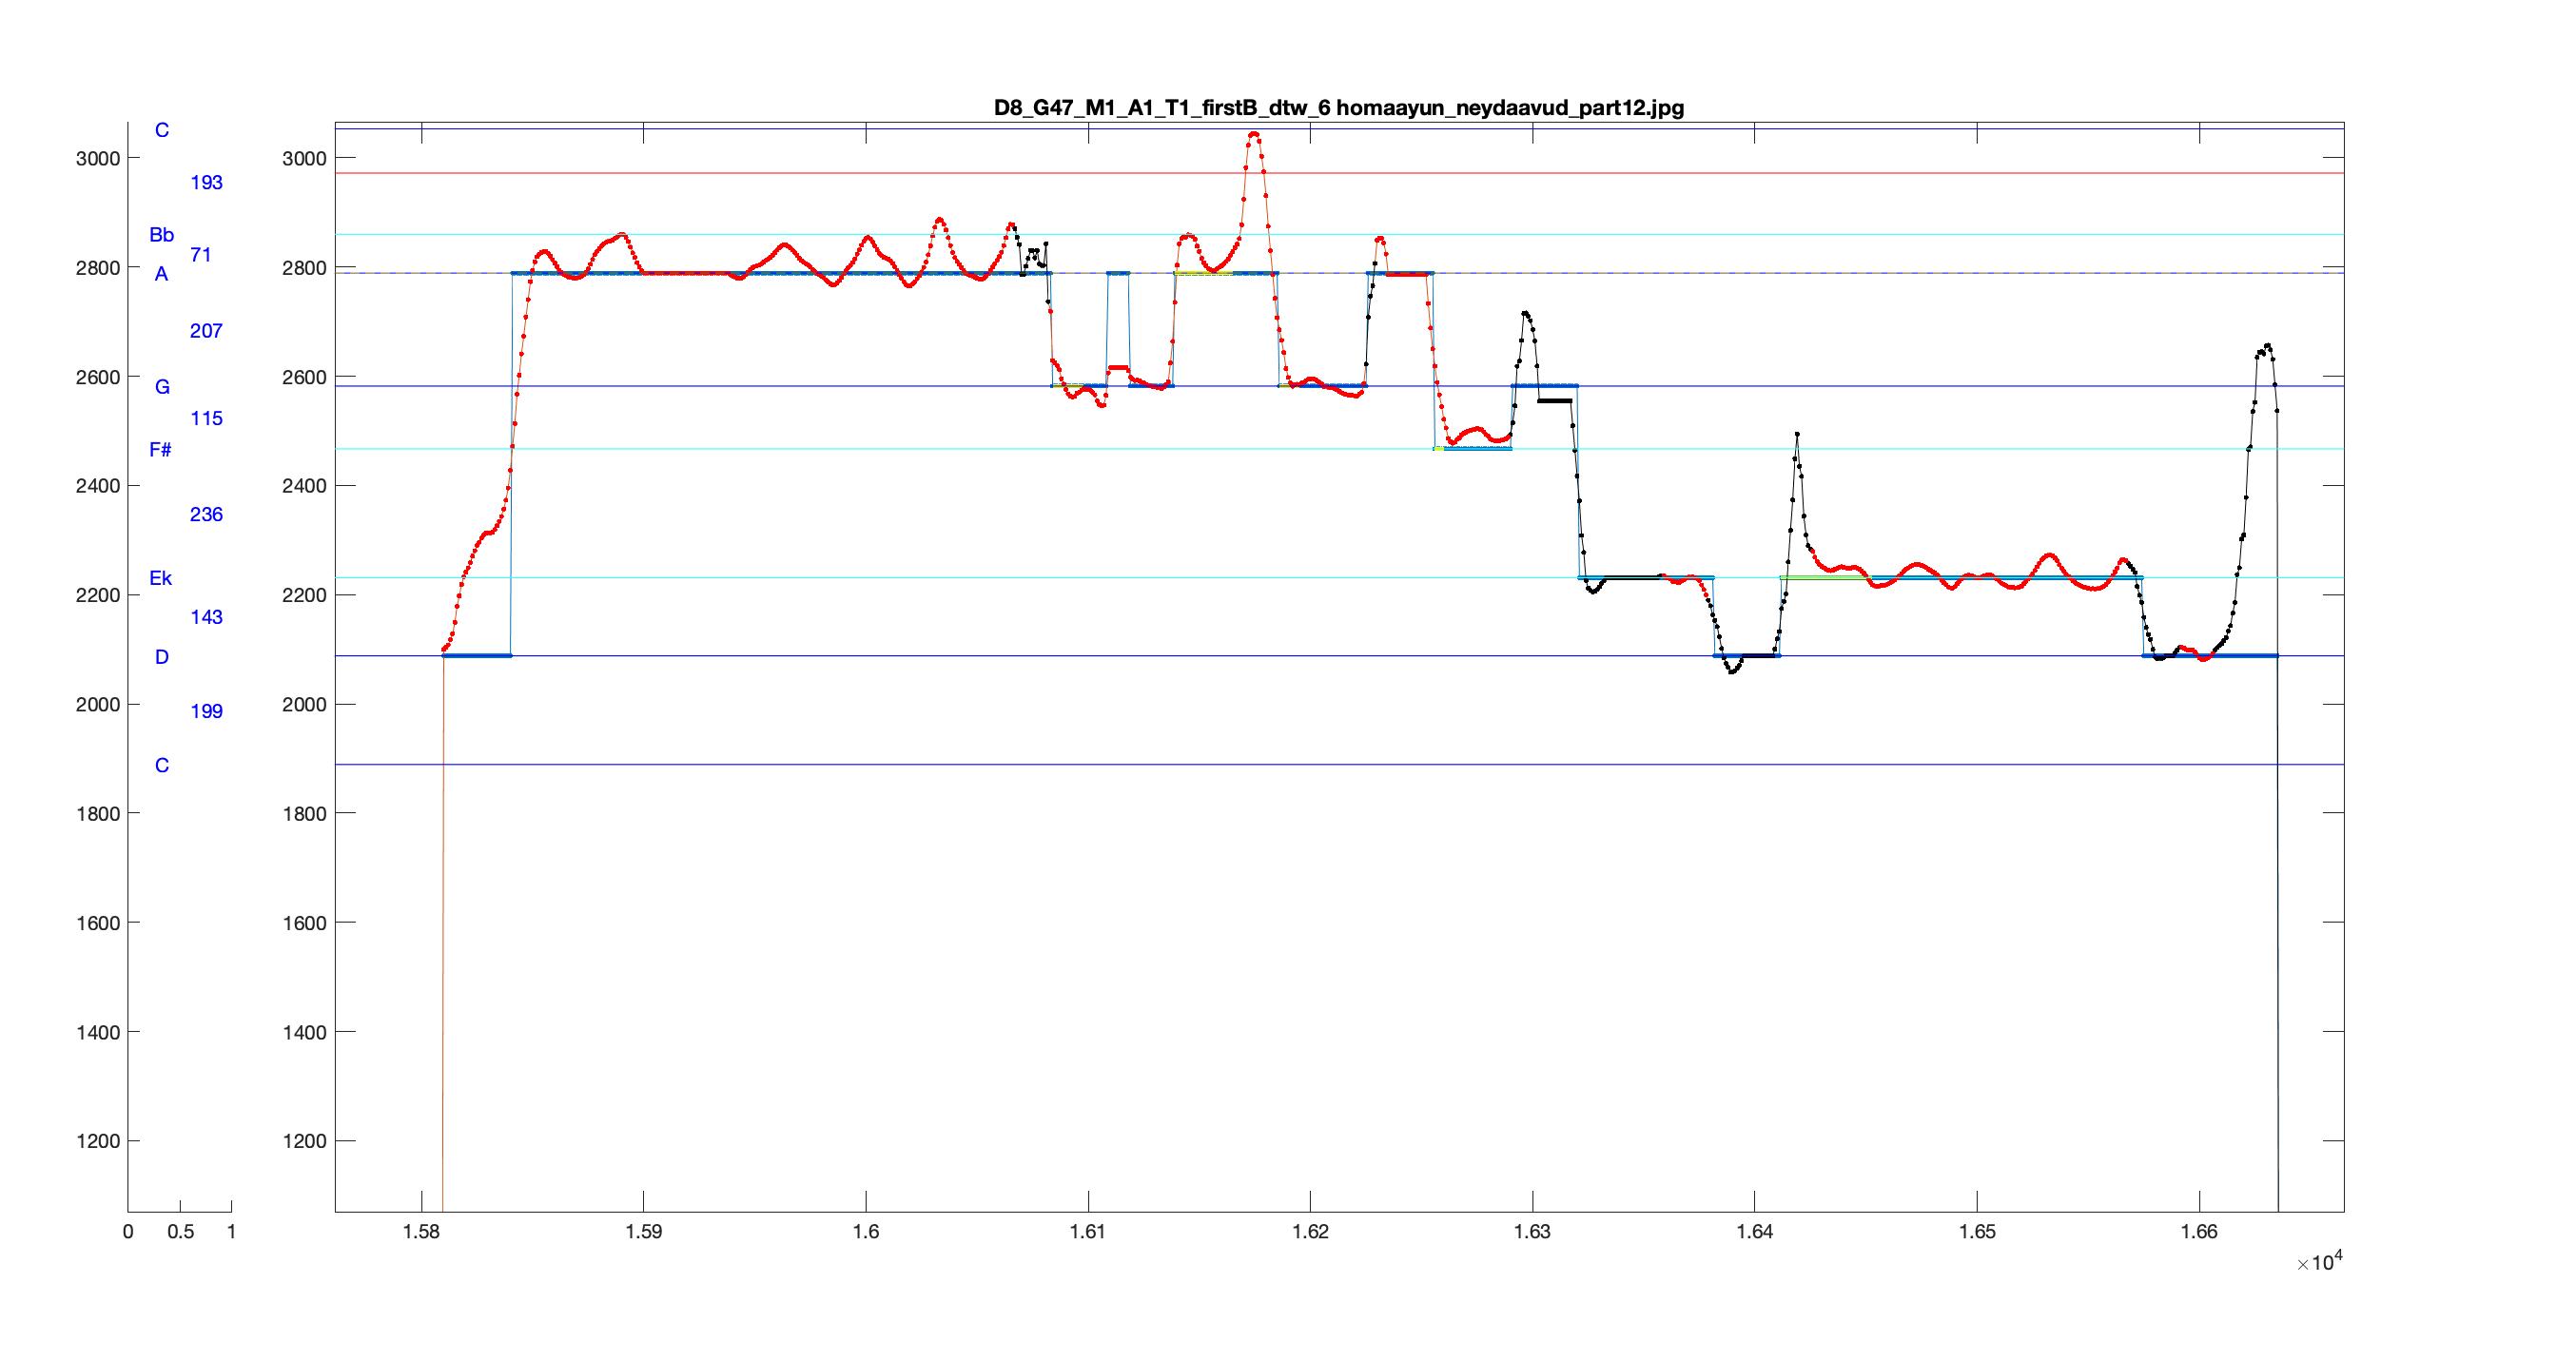 D8_G47_M1_A1_T1_firstB_dtw_6 homaayun_neydaavud_part12.jpg
C
3000 3000
193
Bb
71
2800 A 2800
207
2600 G 2600
115
F#
2400 2400
236
Ek
2200 2200
143
D
2000 2000
199
C
1800 1800
1600 1600
1400 1400
1200 1200
0 0.5 1 1.58 1.59 1.6 1.61 1.62 1.63 1.64 1.65 1.66
×10^4